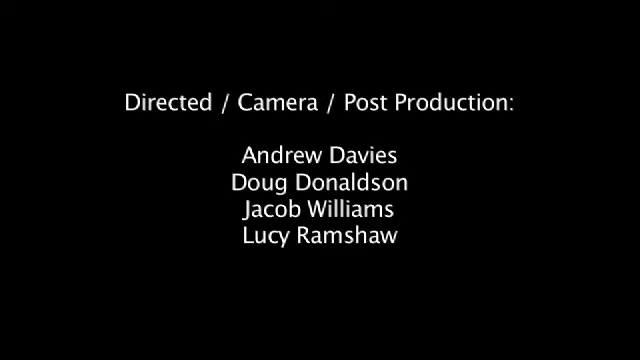 Directed / Camera / Post Production:
Andrew Davies
Doug Donaldson
Jacob Williams
Lucy Ramshaw